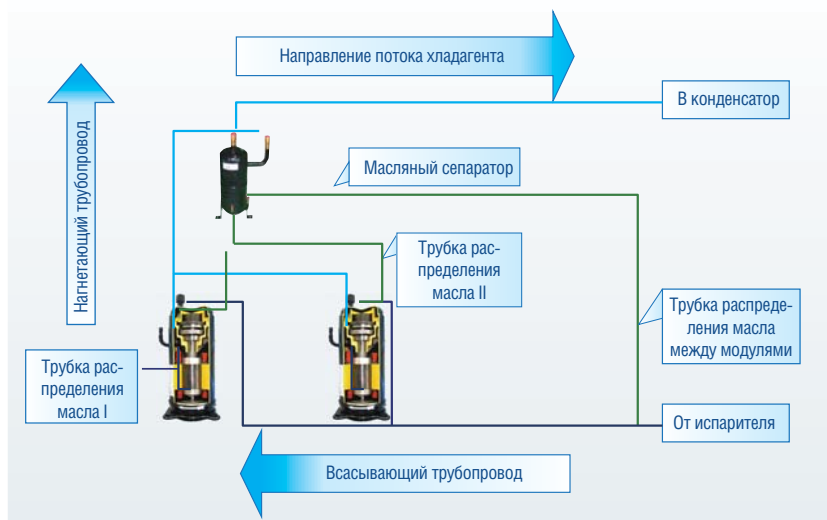 Направление потока хладагента
В конденсатор
Нагнетающий трубопровод
Масляный сепаратор
Трубка рас-
пределения
масла II
Трубка распреде-
ления масла
между модулями
Трубка рас-
пределения
масла I
От испарителя
Всасывающий трубопровод